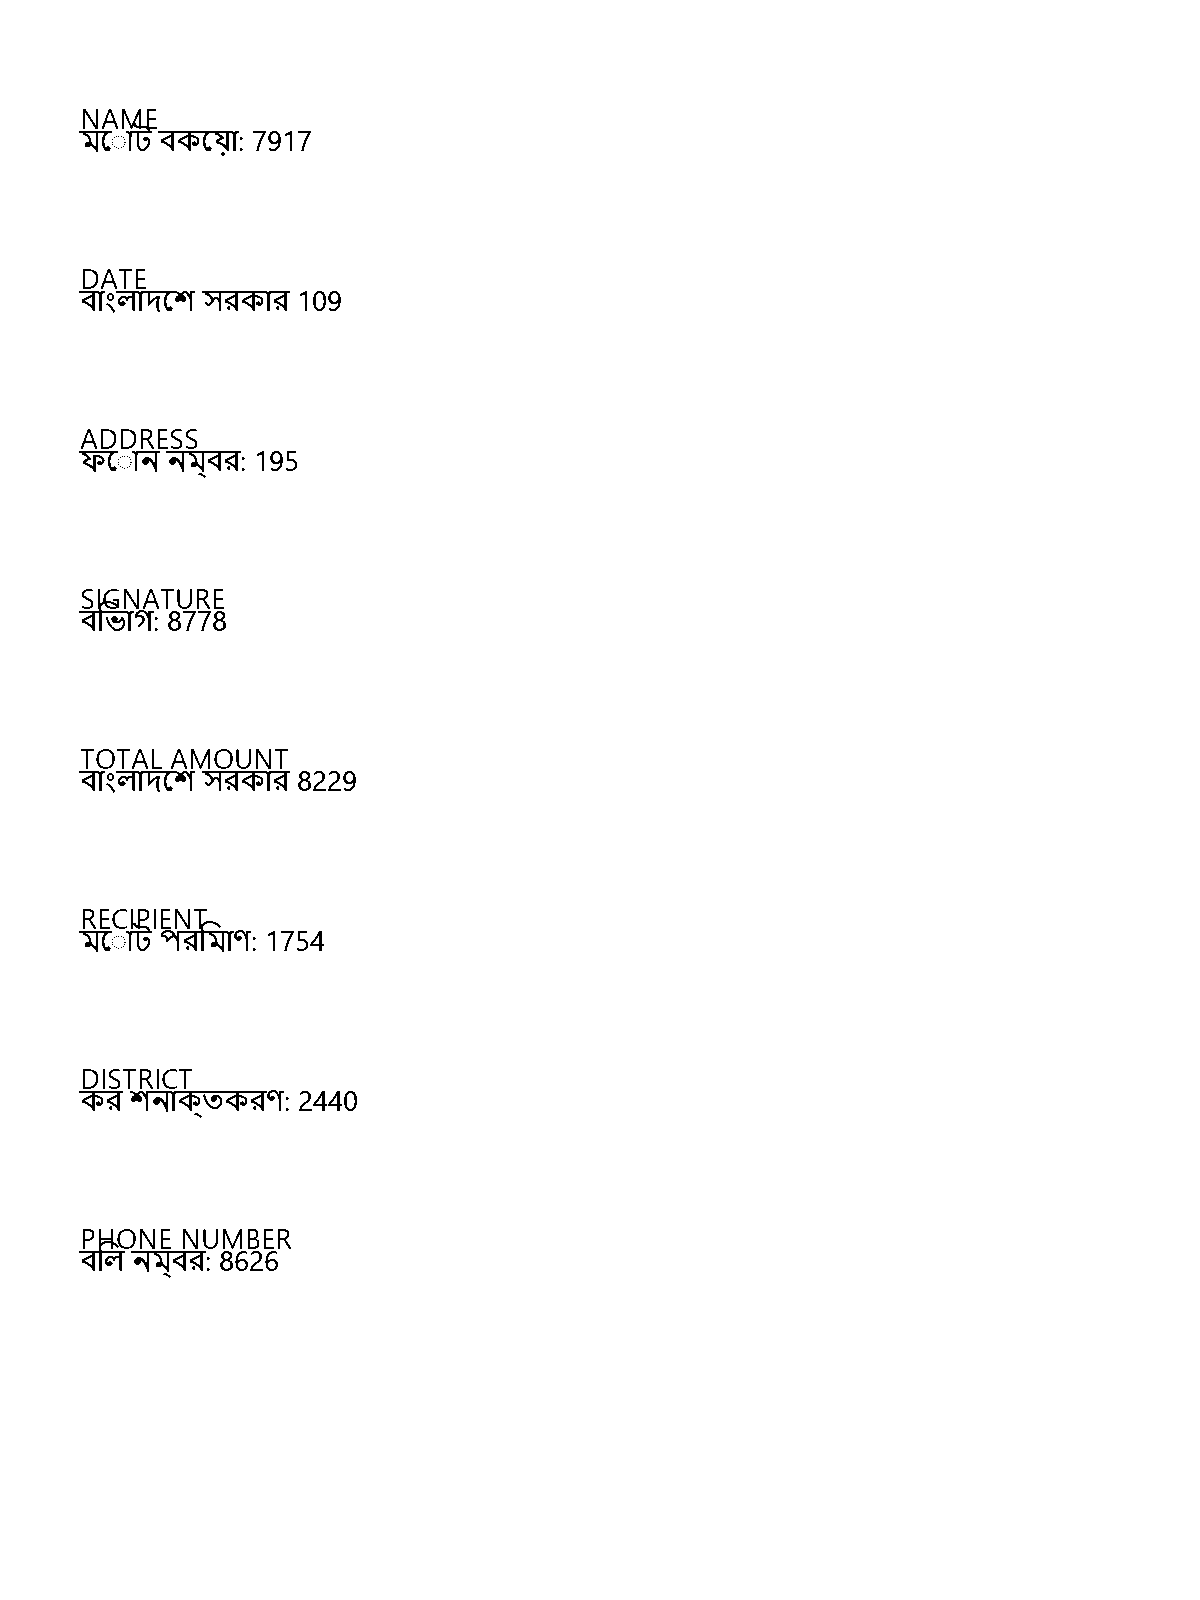 NAME
মোট বকেয়া: 7917
DATE
বাংলাদেশ সরকার 109
ADDRESS
ফোন নম্বর: 195
SIGNATURE
বিভাগ: 8778
TOTAL AMOUNT
বাংলাদেশ সরকার 8229
RECIPIENT
মোট পরিমাণ: 1754
DISTRICT
কর শনাক্তকরণ: 2440
PHONE NUMBER
বিল নম্বর: 8626